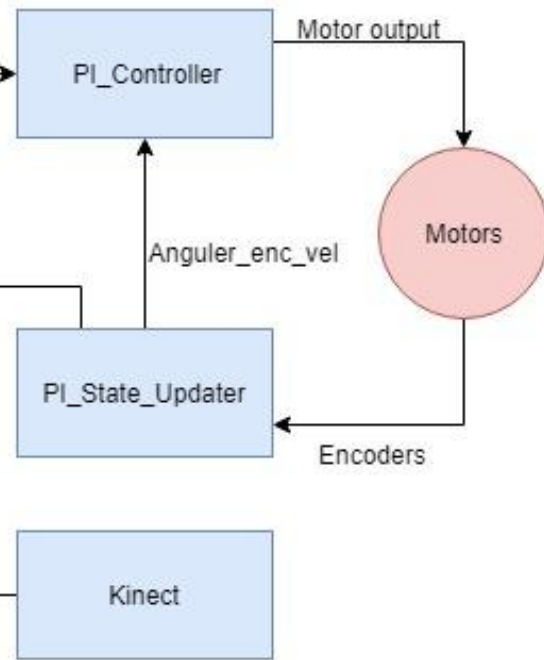 Motor output
PI_Controller
Motors
Anguler_enc_vel
PI_State_Updater
Encoders
Kinect